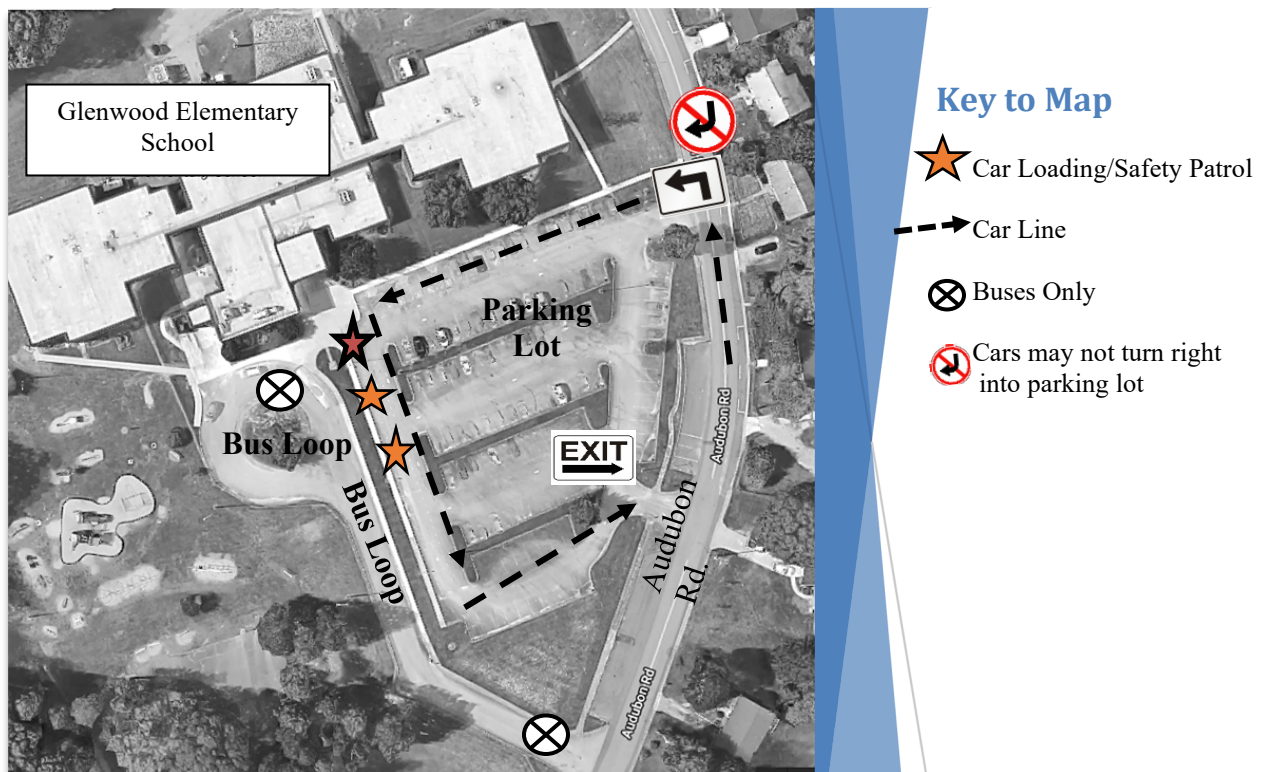 Glenwood Elementary
School
Parking
Lot
Bus Loop
Bus Loop
EXIT
Audubon Rd
Audubon
Rd.
Audubon Rd
Key to Map
Car Loading/Safety Patrol
Car Line
Buses Only
Cars may not turn right
into parking lot